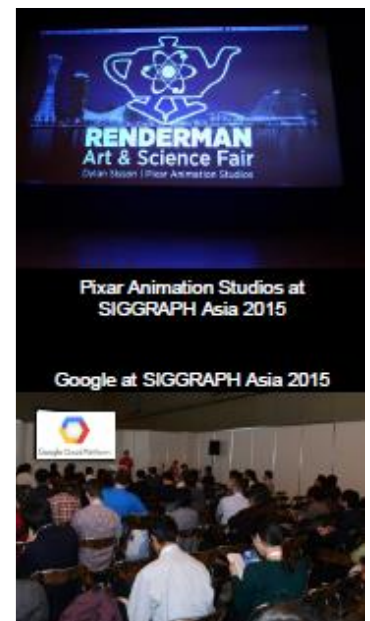 RENDERMAN
Art & Science Fair
Dylan Sisson | Pixar Animation Studios
Pixar Animation Studios at
SIGGRAPH Asia 2015
Google at SIGGRAPH Asia 2015
Google Cloud Platform